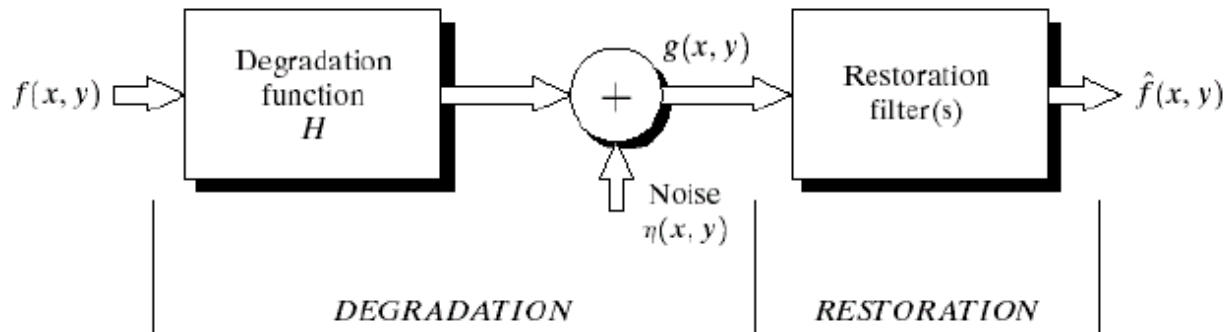 f(x, y)
Degradation
function
H
+
g(x, y)
Noise
η(x, y)
Restoration
filter(s)
f̂(x, y)
DEGRADATION
RESTORATION